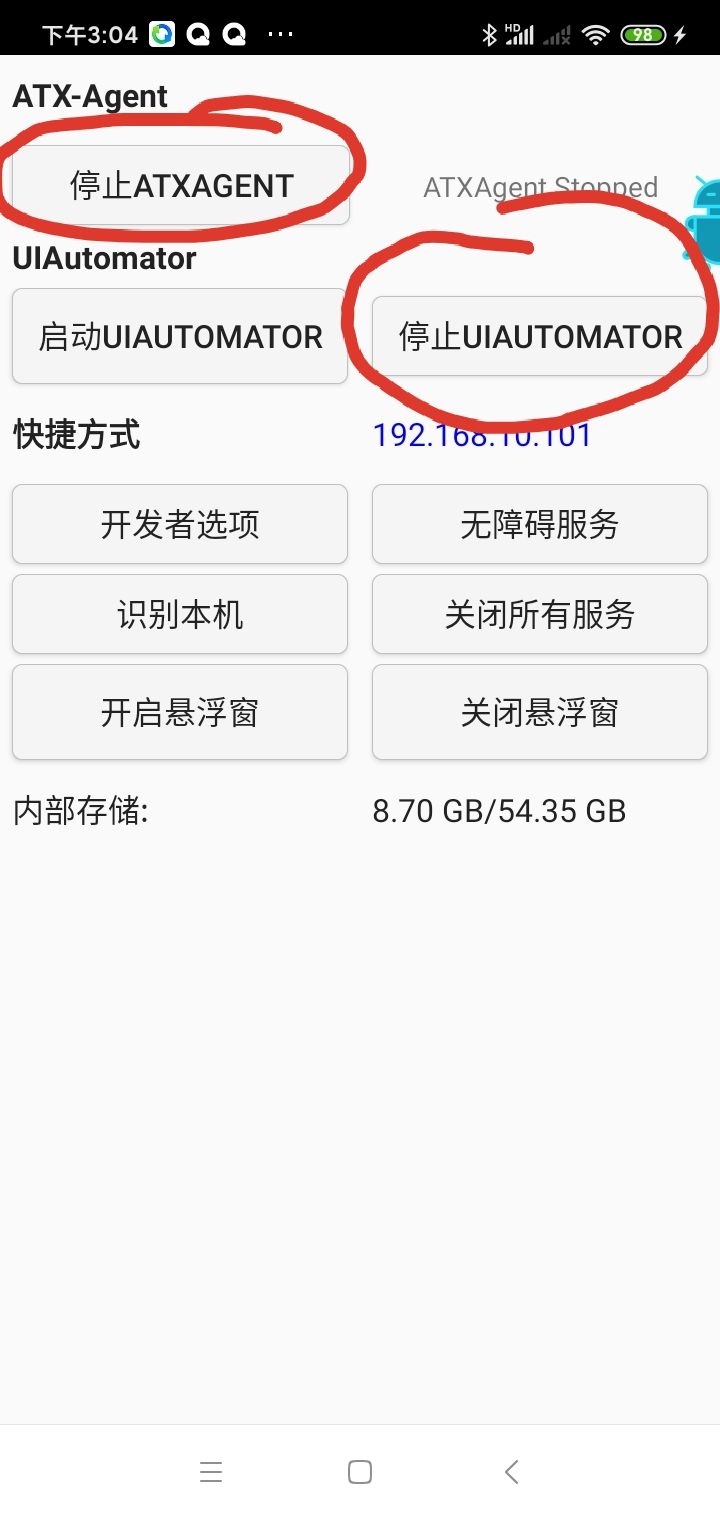 下午3:04 ... HD 98
ATX-Agent
停止ATXAGENT ATXAgent Stopped
UIAutomator
启动UIAUTOMATOR 停止UIAUTOMATOR
快捷方式 192.168.10.101
开发者选项 无障碍服务
识别本机 关闭所有服务
开启悬浮窗 关闭悬浮窗
内部存储: 8.70 GB/54.35 GB